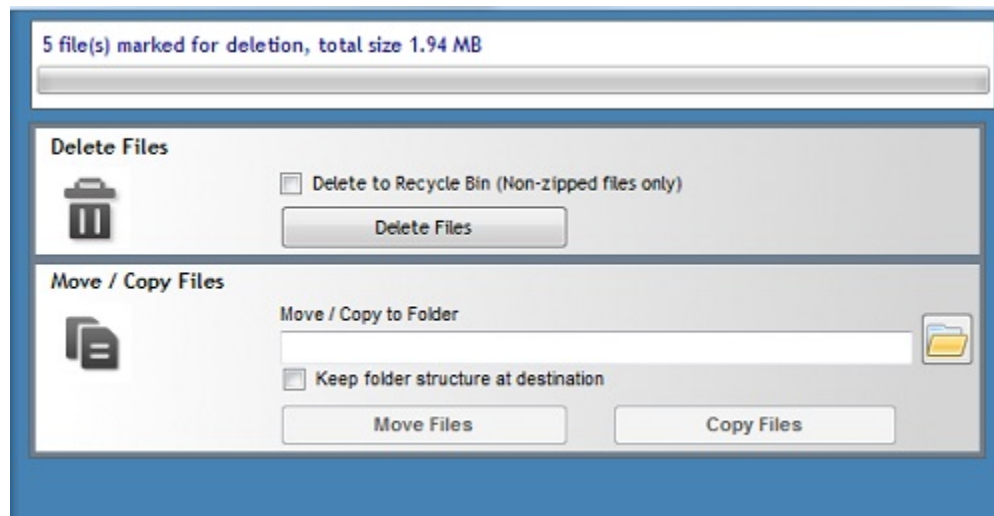 5 file(s) marked for deletion, total size 1.94 MB
Delete Files
Delete to Recycle Bin (Non-zipped files only)
Delete Files
Move / Copy Files
Move / Copy to Folder
Keep folder structure at destination
Move Files Copy Files